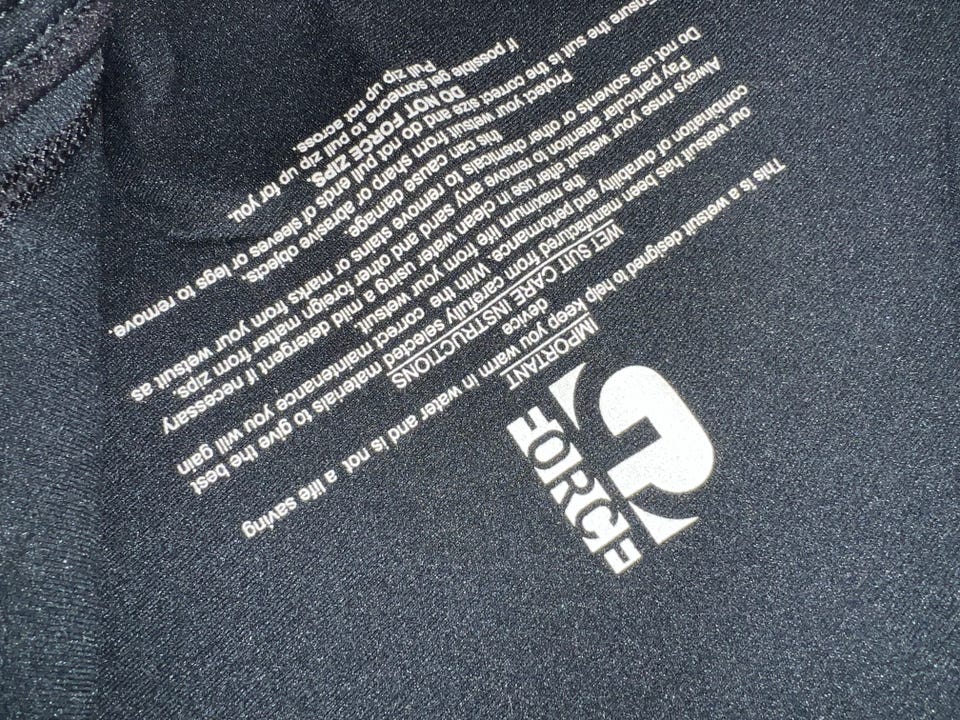 G
FORCE
IMPORTANT
This is a wetsuit designed to help keep you warm in water and is not a life saving
device
WET SUIT CARE INSTRUCTIONS
our wetsuit has been manufactured from carefully selected materials to give the best
combination of durability and performance. With the correct maintenance you will gain
the maximum life from your wetsuit.
Always rinse your wetsuit after use in clean water using a mild detergent if necessary
Pay particular attention to remove any sand and other foreign matter from zips.
Do not use solvents or other chemicals to remove stains or marks from your wetsuit as
this can cause damage.
Protect your wetsuit from sharp or abrasive objects.
Ensure the suit is the correct size and do not pull ends of sleeves or legs to remove.
DO NOT FORCE ZIPS
If possible get someone to pull zip up for you.
Pull zip up not across.